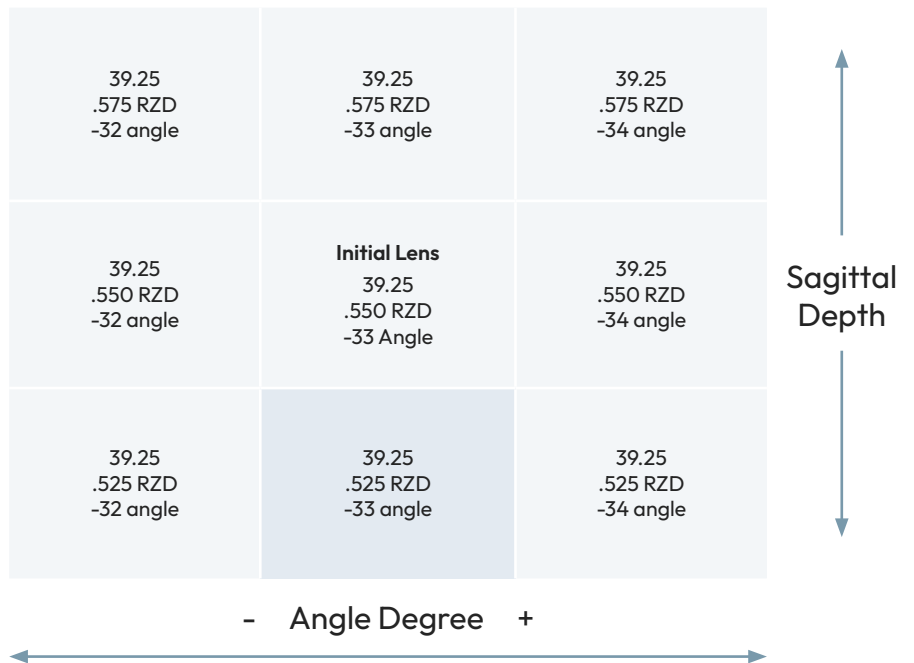 39.25
.575 RZD
-32 angle
39.25
.575 RZD
-33 angle
39.25
.575 RZD
-34 angle
39.25
.550 RZD
-32 angle
Initial Lens
39.25
.550 RZD
-33 Angle
39.25
.550 RZD
-34 angle
Sagittal
Depth
39.25
.525 RZD
-32 angle
39.25
.525 RZD
-33 angle
39.25
.525 RZD
-34 angle
- Angle Degree +